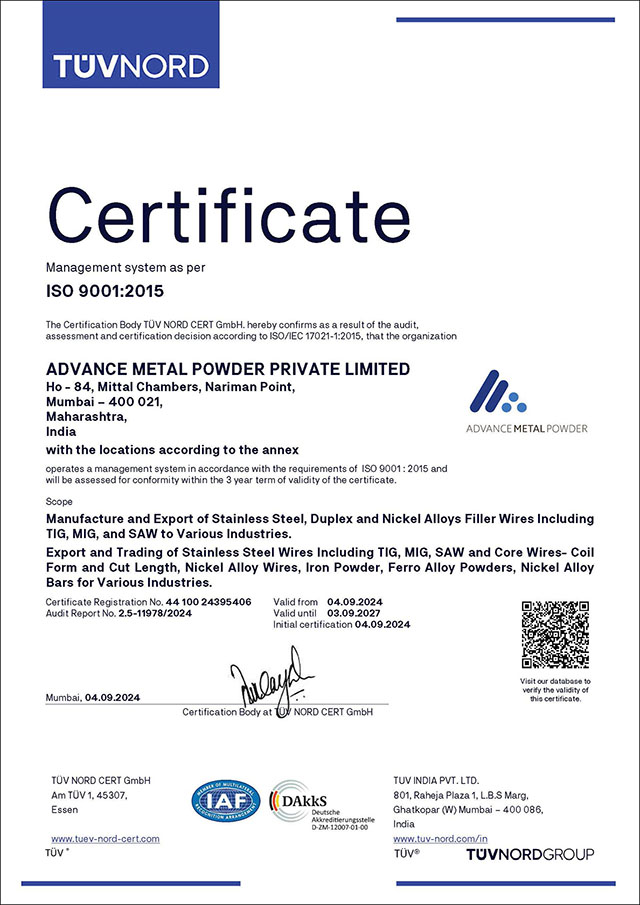 TÜVNORD
Certificate
Management system as per
ISO 9001:2015
The Certification Body TÜV NORD CERT GmbH. hereby confirms as a result of the audit,
assessment and certification decision according to ISO/IEC 17021-1:2015, that the organization
ADVANCE METAL POWDER PRIVATE LIMITED
Ho - 84, Mittal Chambers, Nariman Point,
Mumbai – 400 021,
Maharashtra,
India
ADVANCE METAL POWDER
with the locations according to the annex
operates a management system in accordance with the requirements of ISO 9001 : 2015 and
will be assessed for conformity within the 3 year term of validity of the certificate.
Scope
Manufacture and Export of Stainless Steel, Duplex and Nickel Alloys Filler Wires Including
TIG, MIG, and SAW to Various Industries.
Export and Trading of Stainless Steel Wires Including TIG, MIG, SAW and Core Wires- Coil
Form and Cut Length, Nickel Alloy Wires, Iron Powder, Ferro Alloy Powders, Nickel Alloy
Bars for Various Industries.
Certificate Registration No. 44 100 24395406
Audit Report No. 2.5-11978/2024
Valid from 04.09.2024
Valid until 03.09.2027
Initial certification 04.09.2024
Visit our database to
verify the validity of
this certificate.
Mumbai, 04.09.2024
Certification Body at TÜV NORD CERT GmbH
TÜV NORD CERT GmbH
Am TÜV 1, 45307,
Essen
www.tuev-nord-cert.com
TÜV ®
MEMBER OF MULTILATERAL
IAF
RECOGNITION ARRANGEMENT
DAkkS
Deutsche
Akkreditierungsstelle
D-ZM-12007-01-00
TUV INDIA PVT. LTD.
801, Raheja Plaza 1, L.B.S Marg,
Ghatkopar (W) Mumbai – 400 086,
India
www.tuv-nord.com/in
TÜV®
TÜVNORDGROUP